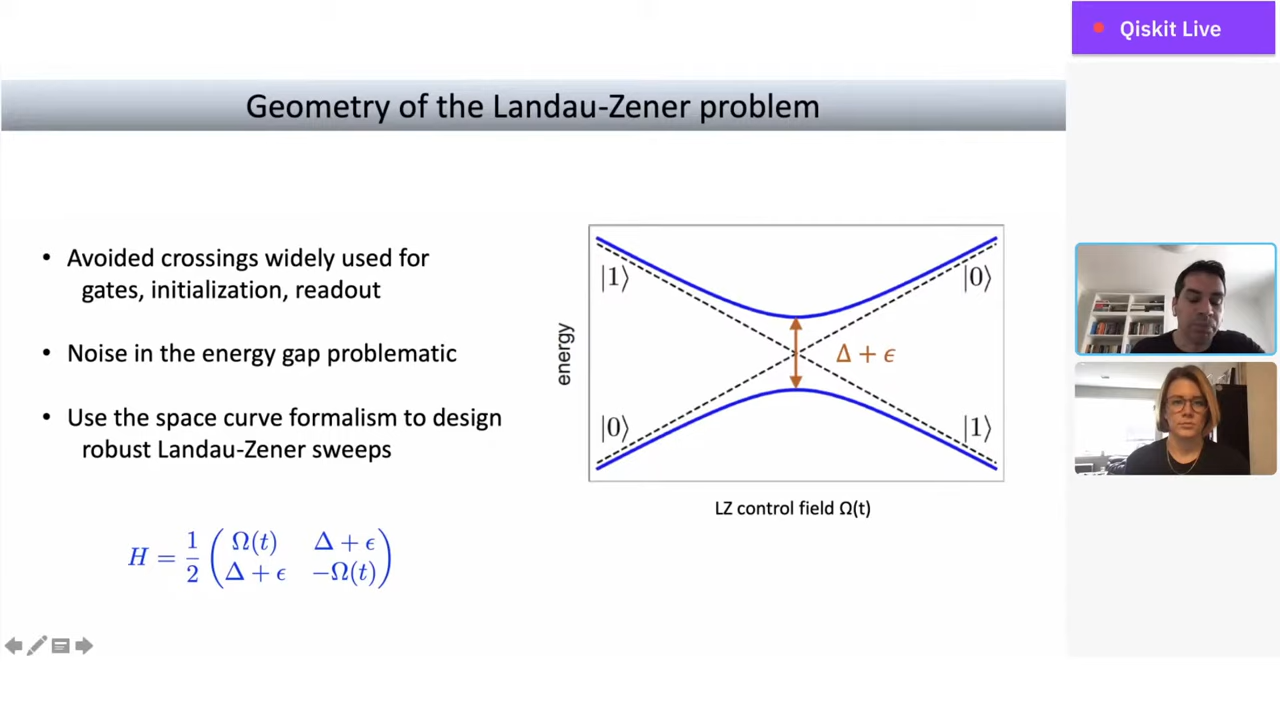 Qiskit Live
Geometry of the Landau-Zener problem
• Avoided crossings widely used for
gates, initialization, readout
• Noise in the energy gap problematic
• Use the space curve formalism to design
robust Landau-Zener sweeps
H = 1/2 ( Ω(t) Δ + ϵ
Δ + ϵ −Ω(t) )
energy
|1⟩ |0⟩
Δ + ϵ
|0⟩ |1⟩
LZ control field Ω(t)